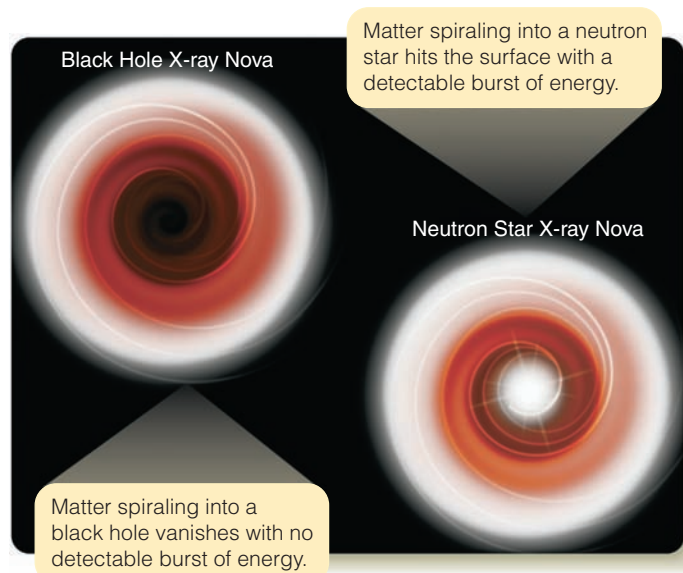 Black Hole X-ray Nova
Matter spiraling into a neutron
star hits the surface with a
detectable burst of energy.
Neutron Star X-ray Nova
Matter spiraling into a
black hole vanishes with no
detectable burst of energy.